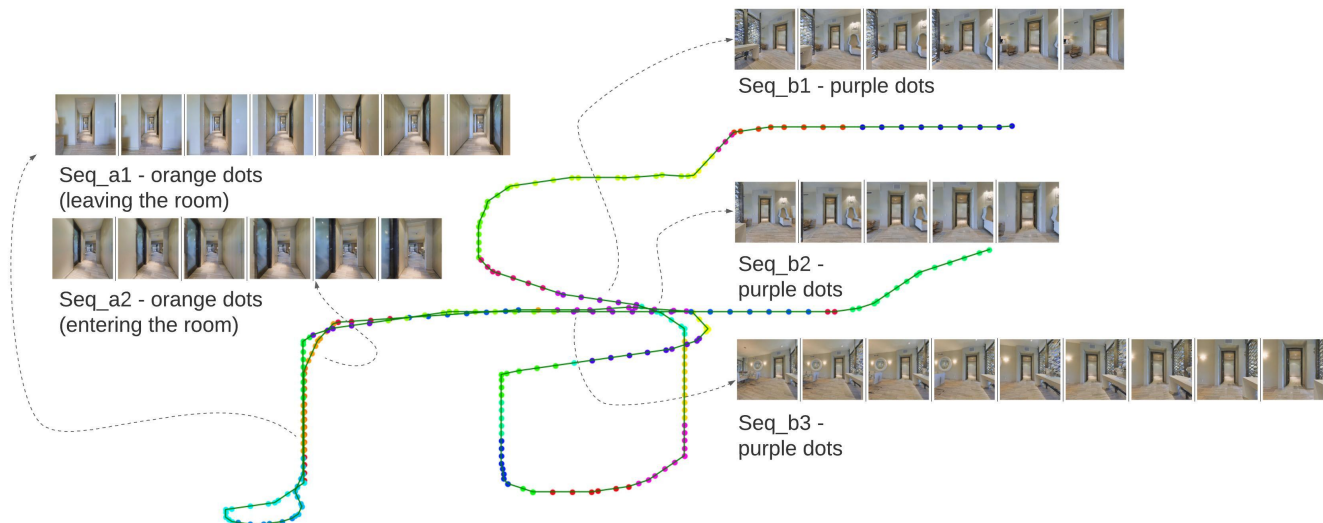 Seq_b1 - purple dots
Seq_a1 - orange dots
(leaving the room)
Seq_a2 - orange dots
(entering the room)
Seq_b2 -
purple dots
Seq_b3 -
purple dots